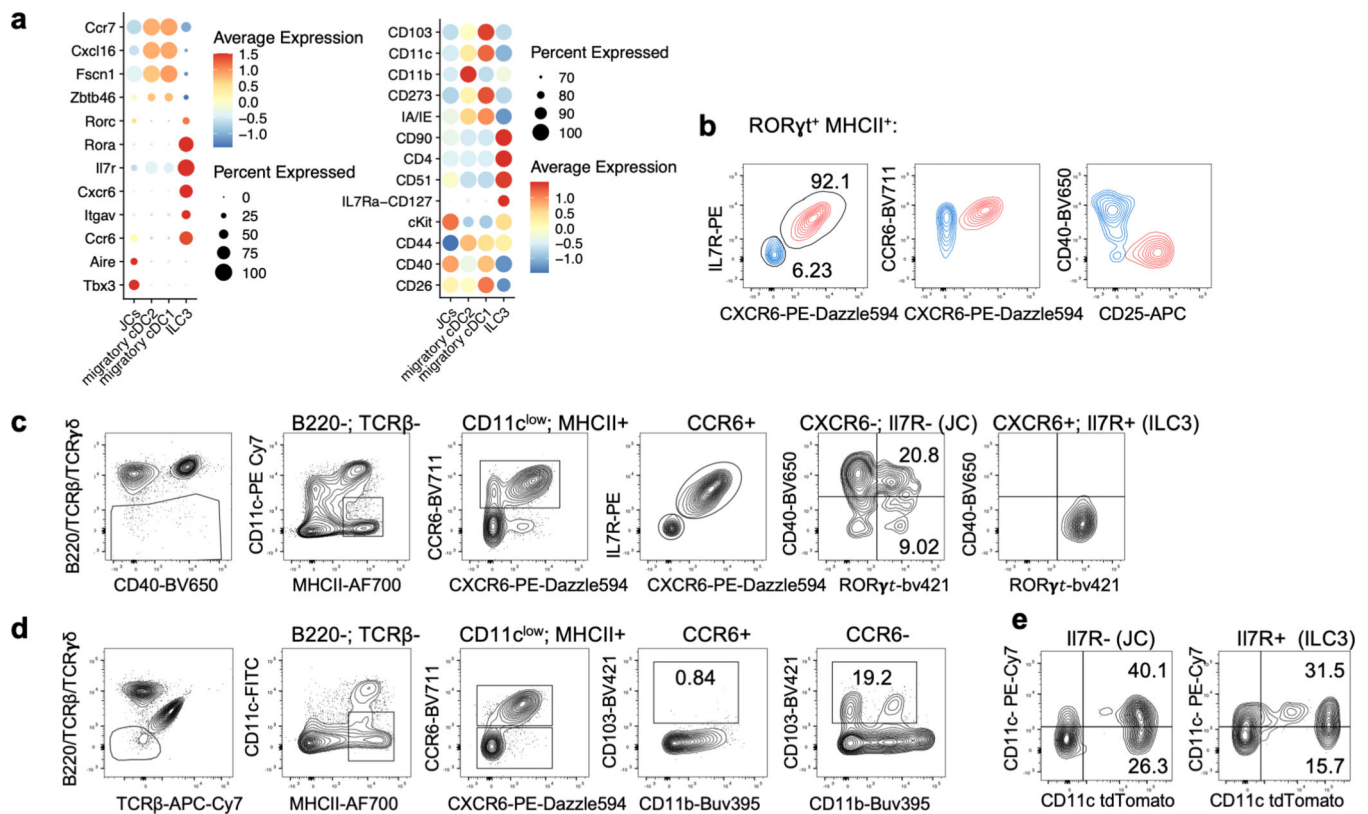 a
Ccr7
Cxcl16
Fscn1
Zbtb46
Rorc
Rora
Il7r
Cxcr6
Itgav
Ccr6
Aire
Tbx3
JCs
migratory cDC2
migratory cDC1
ILC3
Average Expression
1.5
1.0
0.5
0.0
−0.5
−1.0
Percent Expressed
0
25
50
75
100
CD103
CD11c
CD11b
CD273
IA/IE
CD90
CD4
CD51
IL7Ra−CD127
cKit
CD44
CD40
CD26
JCs
migratory cDC2
migratory cDC1
ILC3
Percent Expressed
70
80
90
100
Average Expression
1.0
0.5
0.0
−0.5
−1.0
b
RORγt+ MHCII+:
IL7R-PE
92.1
6.23
CXCR6-PE-Dazzle594
CCR6-BV711
CXCR6-PE-Dazzle594
CD40-BV650
CD25-APC
c
B220/TCRβ/TCRγδ
CD40-BV650
B220-; TCRβ-
CD11c-PE Cy7
MHCII-AF700
CD11clow; MHCII+
CCR6-BV711
CXCR6-PE-Dazzle594
CCR6+
IL7R-PE
CXCR6-PE-Dazzle594
CXCR6-; Il7R- (JC)
CD40-BV650
20.8
9.02
RORγt-bv421
CXCR6+; Il7R+ (ILC3)
CD40-BV650
RORγt-bv421
d
B220/TCRβ/TCRγδ
TCRβ-APC-Cy7
B220-; TCRβ-
CD11c-FITC
MHCII-AF700
CD11clow; MHCII+
CCR6-BV711
CXCR6-PE-Dazzle594
CCR6+
CD103-BV421
0.84
CD11b-Buv395
CCR6-
CD103-BV421
19.2
CD11b-Buv395
e
Il7R- (JC)
CD11c- PE-Cy7
40.1
26.3
CD11c tdTomato
Il7R+ (ILC3)
CD11c- PE-Cy7
31.5
15.7
CD11c tdTomato